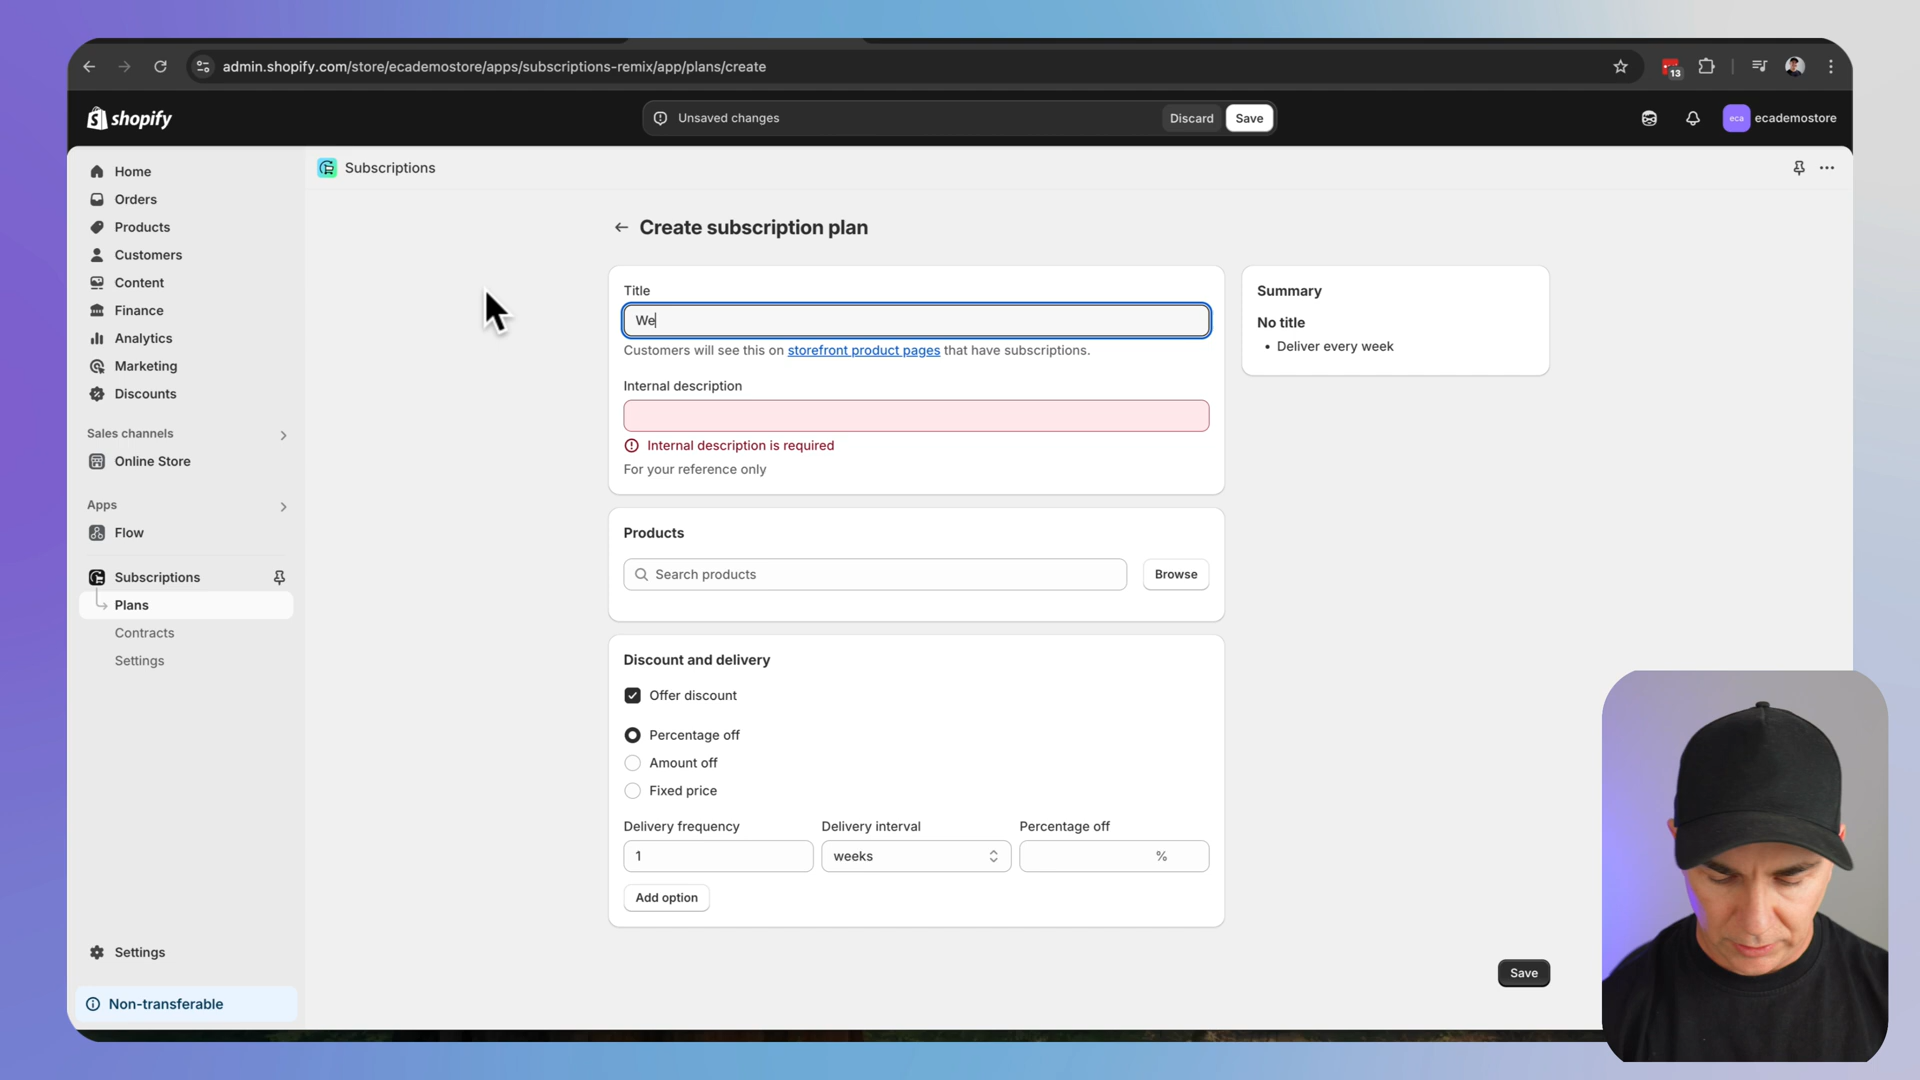 admin.shopify.com/store/ecademostore/apps/subscriptions-remix/app/plans/create
13
shopify
Unsaved changes
Discard
Save
eca
ecademostore
Home
Orders
Products
Customers
Content
Finance
Analytics
Marketing
Discounts
Sales channels
Online Store
Apps
Flow
Subscriptions
Plans
Contracts
Settings
Settings
Non-transferable
Subscriptions
Create subscription plan
Title
We
Customers will see this on storefront product pages that have subscriptions.
Internal description
Internal description is required
For your reference only
Products
Search products
Browse
Discount and delivery
Offer discount
Percentage off
Amount off
Fixed price
Delivery frequency Delivery interval Percentage off
1 weeks %
Add option
Summary
No title
• Deliver every week
Save